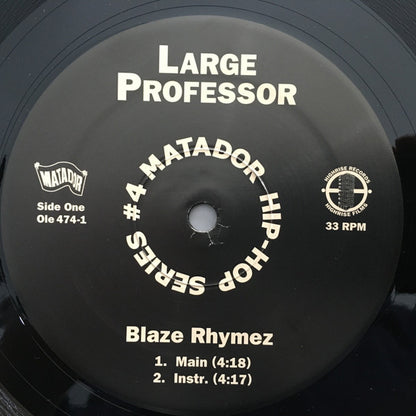 LARGE
PROFESSOR
MATADOR HIP-HOP SERIES #4
MATADOR
Side One
Ole 474-1
HIGHRISE RECORDS
HIGHRISE FILMS
33 RPM
Blaze Rhymez
1. Main (4:18)
2. Instr. (4:17)